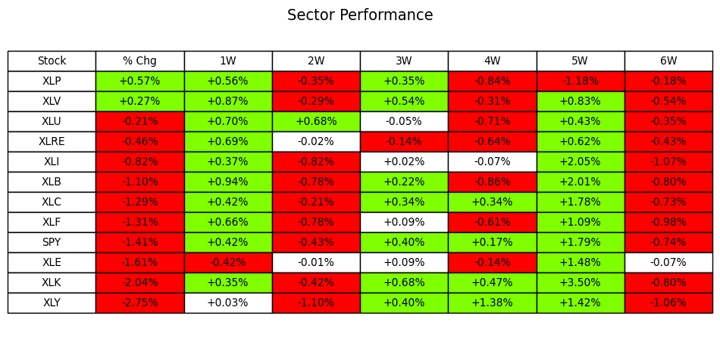 Sector Performance
Stock % Chg 1W 2W 3W 4W 5W 6W
XLP +0.57% +0.56% -0.35% +0.35% -0.84% -1.18% -0.18%
XLV +0.27% +0.87% -0.29% +0.54% -0.31% +0.83% -0.54%
XLU -0.21% +0.70% +0.68% -0.05% -0.71% +0.43% -0.35%
XLRE -0.46% +0.69% -0.02% -0.14% -0.64% +0.62% -0.43%
XLI -0.82% +0.37% -0.82% +0.02% -0.07% +2.05% -1.07%
XLB -1.10% +0.94% -0.78% +0.22% -0.86% +2.01% -0.80%
XLC -1.29% +0.42% -0.21% +0.34% +0.34% +1.78% -0.73%
XLF -1.31% +0.66% -0.78% +0.09% -0.61% +1.09% -0.98%
SPY -1.41% +0.42% -0.43% +0.40% +0.17% +1.79% -0.74%
XLE -1.61% -0.42% -0.01% +0.09% -0.14% +1.48% -0.07%
XLK -2.04% +0.35% -0.42% +0.68% +0.47% +3.50% -0.80%
XLY -2.75% +0.03% -1.10% +0.40% +1.38% +1.42% -1.06%